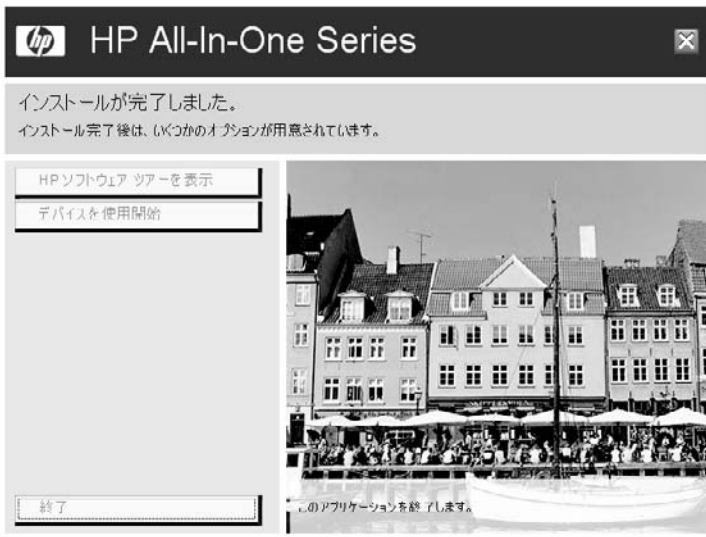 hp HP All-In-One Series
インストールが完了しました。
インストール完了後は、いくつかのオプションが用意されています。
HPソフトウェア ツアーを表示
デバイスを使用開始
終了
このアプリケーションを終了します。